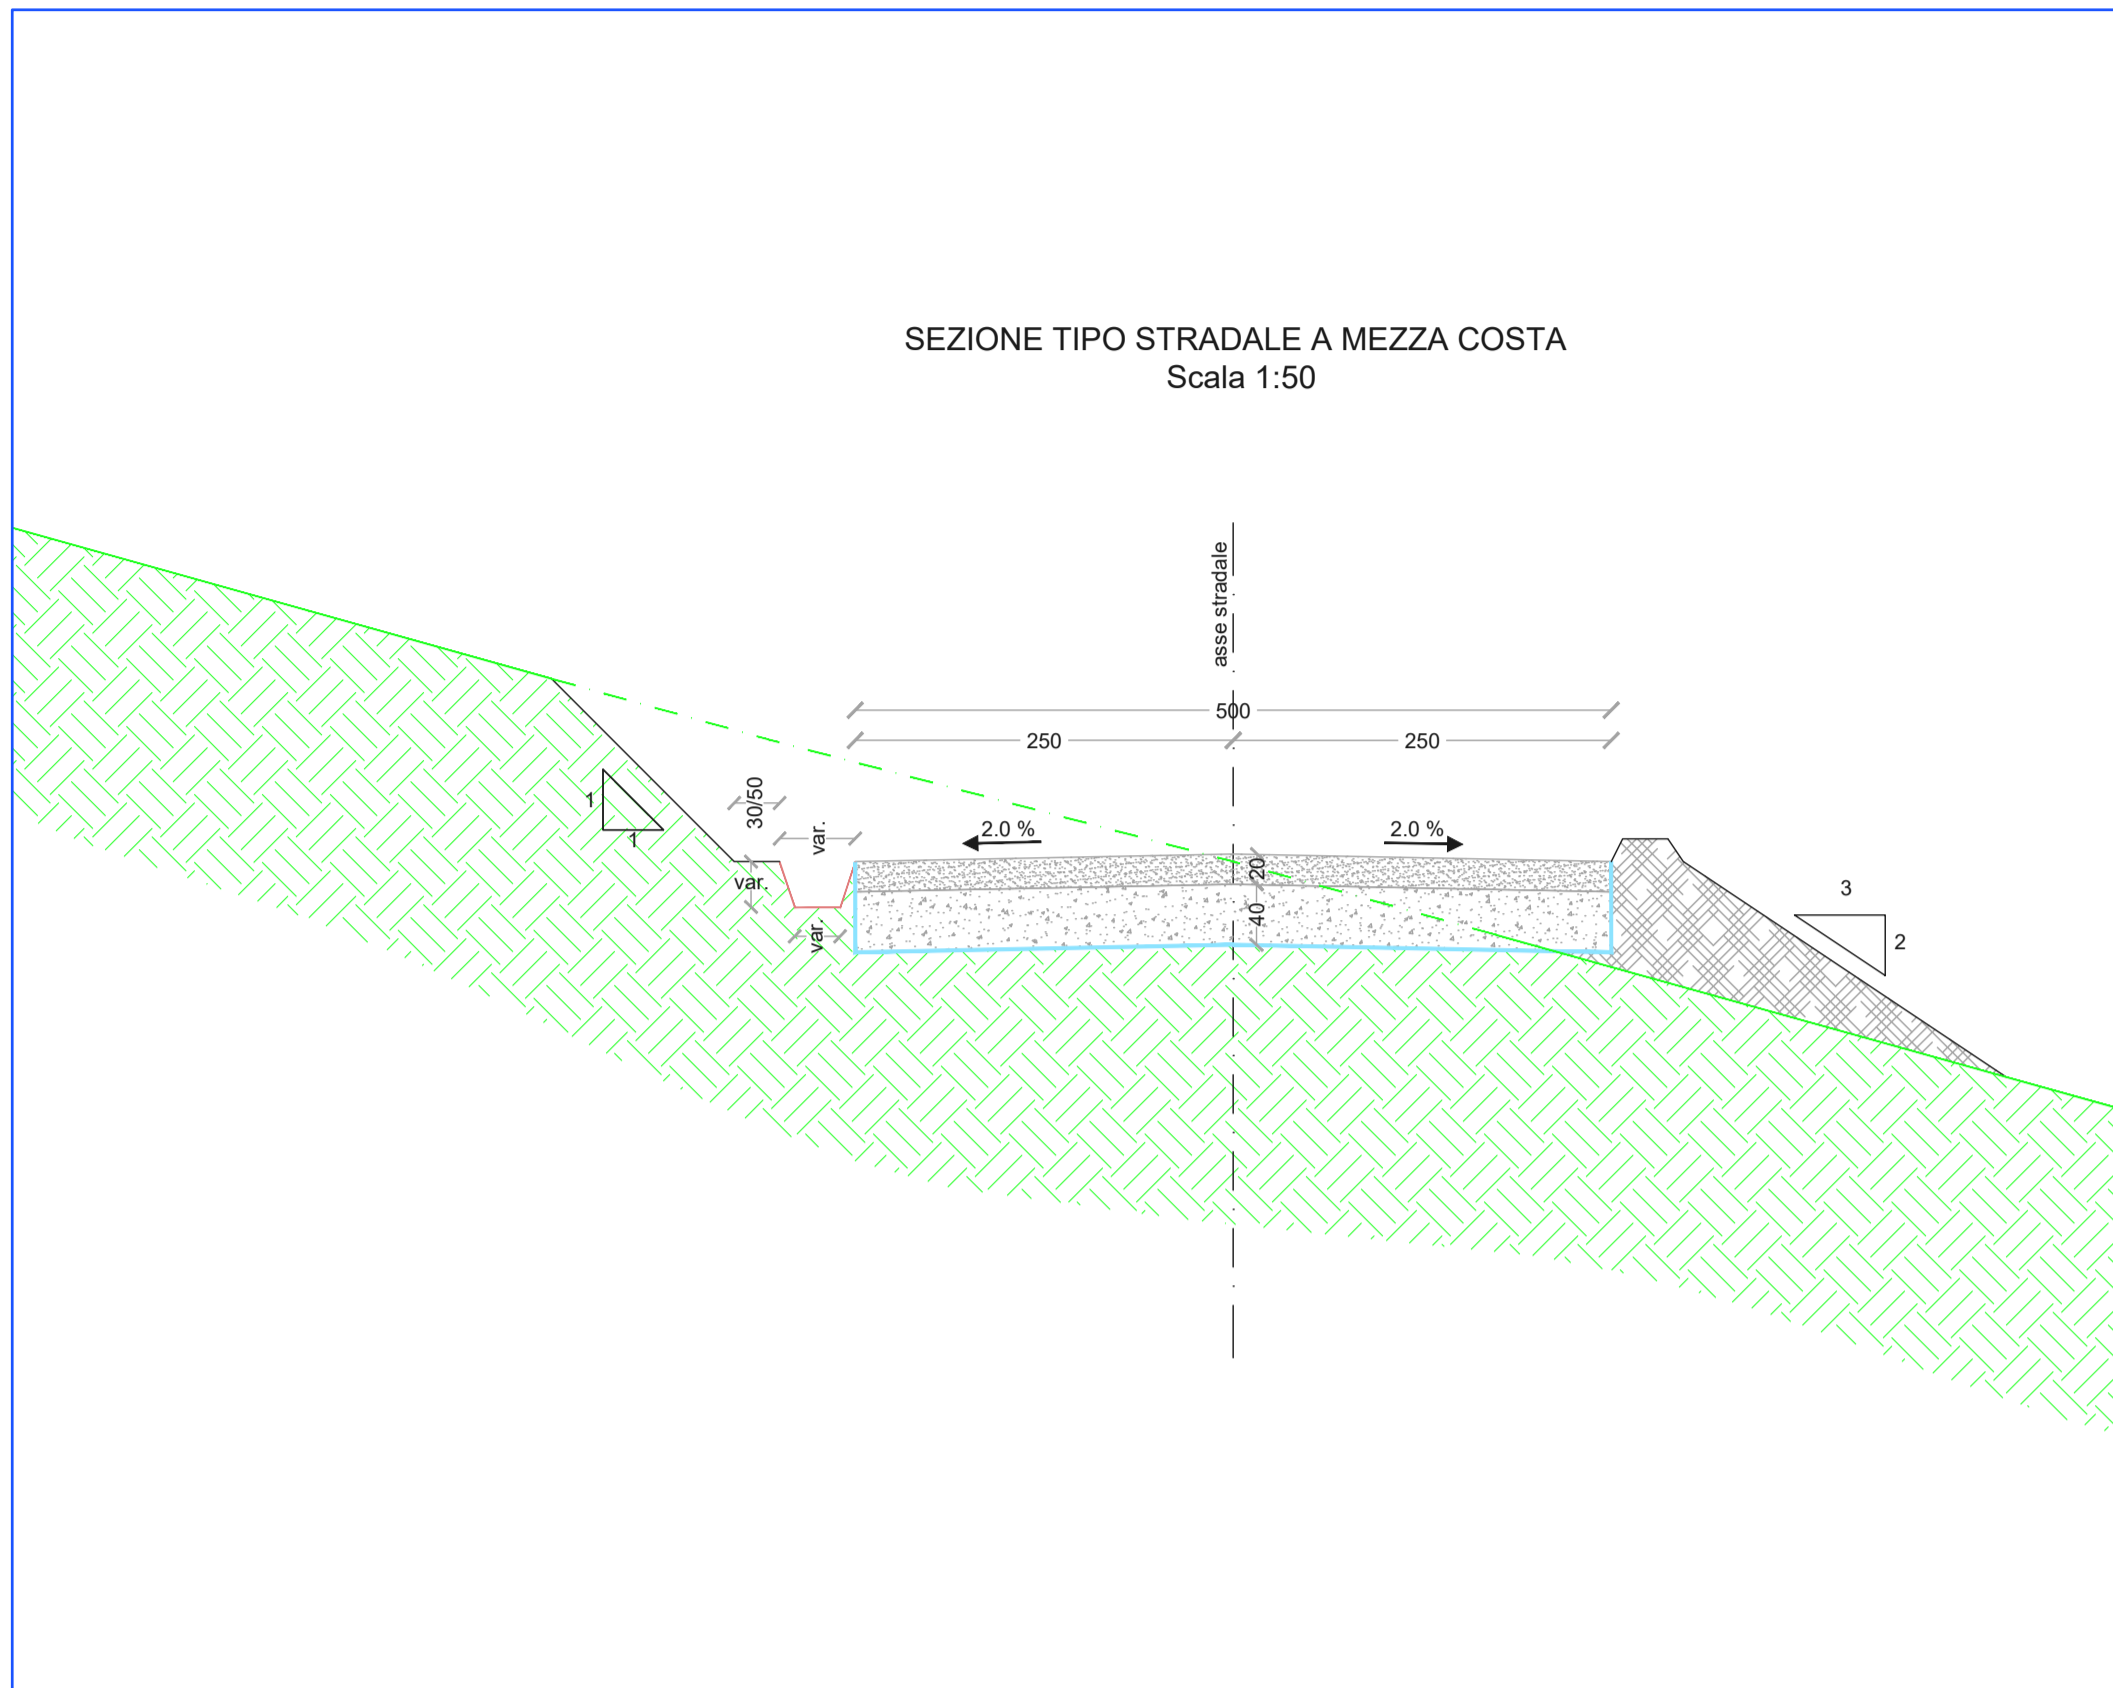 SEZIONE TIPO STRADALE A MEZZA COSTA
Scala 1:50
asse stradale
500
250
250
30/50
1
1
var.
2.0 %
2.0 %
var.
20
40
var.
3
2